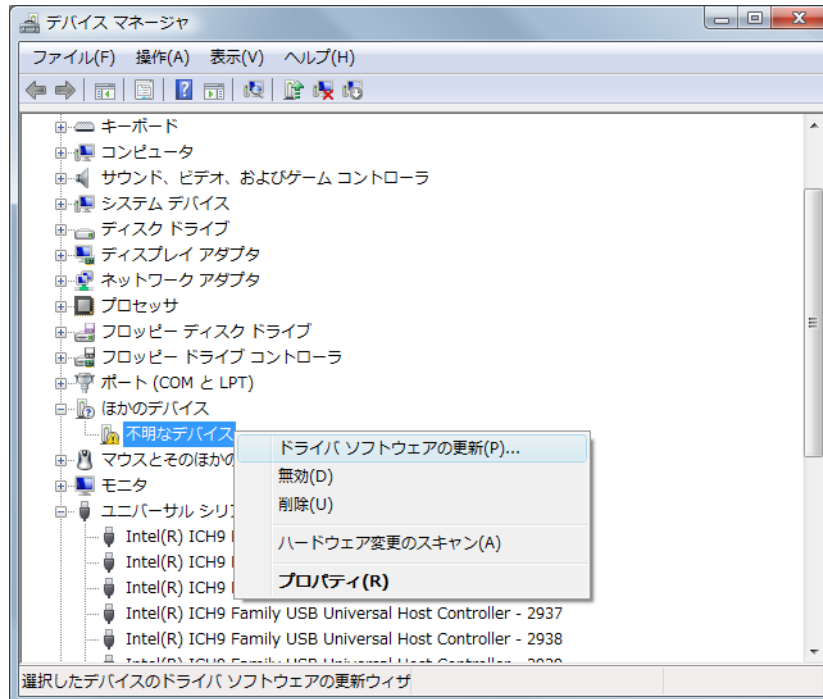 デバイス マネージャ
ファイル(F) 操作(A) 表示(V) ヘルプ(H)
キーボード
コンピュータ
サウンド、ビデオ、およびゲーム コントローラ
システム デバイス
ディスク ドライブ
ディスプレイ アダプタ
ネットワーク アダプタ
プロセッサ
フロッピー ディスク ドライブ
フロッピー ドライブ コントローラ
ポート (COM と LPT)
ほかのデバイス
不明なデバイス
ドライバ ソフトウェアの更新(P)...
無効(D)
削除(U)
ハードウェア変更のスキャン(A)
プロパティ(R)
マウスとそのほかの
モニタ
ユニバーサル シリ
Intel(R) ICH9
Intel(R) ICH9
Intel(R) ICH9
Intel(R) ICH9 Family USB Universal Host Controller - 2937
Intel(R) ICH9 Family USB Universal Host Controller - 2938
選択したデバイスのドライバ ソフトウェアの更新ウィザ